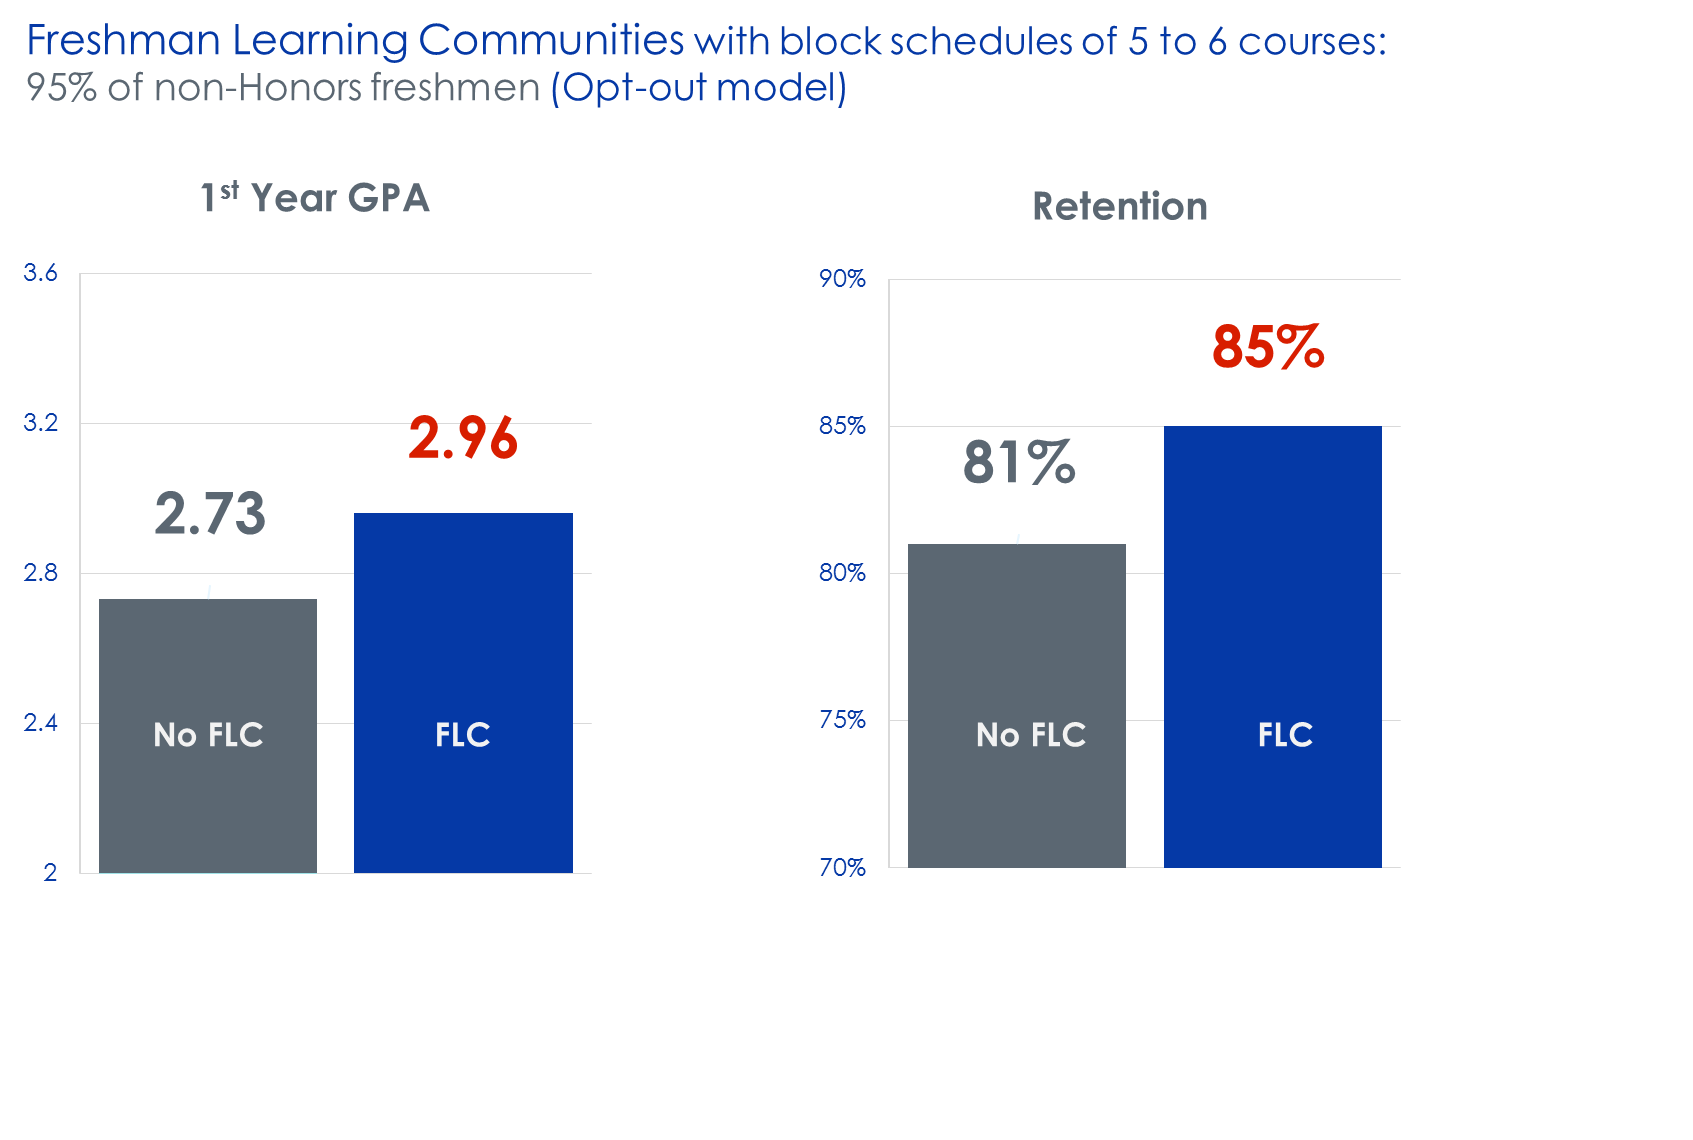 Freshman Learning Communities with block schedules of 5 to 6 courses:
95% of non-Honors freshmen (Opt-out model)
1st Year GPA
3.6
3.2
2.8
2.4
2
2.73
2.96
No FLC
FLC
Retention
90%
85%
80%
75%
70%
81%
85%
No FLC
FLC